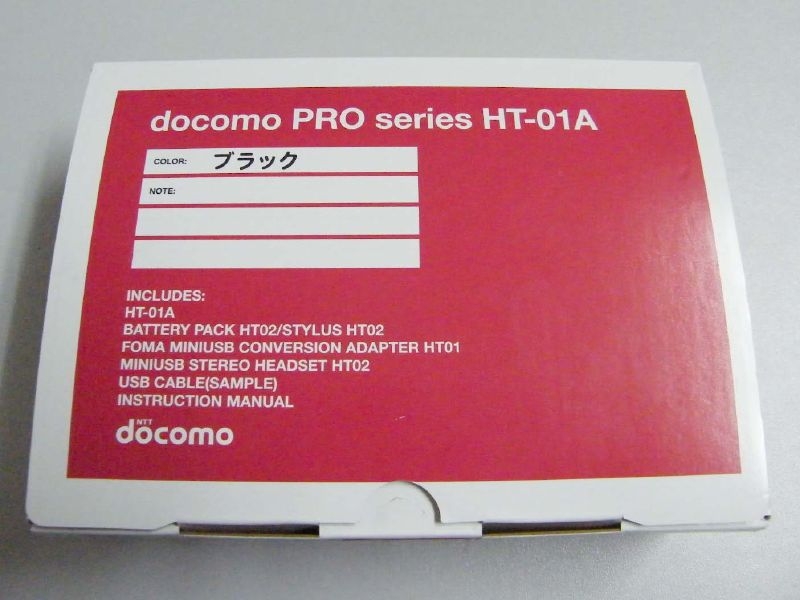 docomo PRO series HT-01A
COLOR: ブラック
NOTE:
INCLUDES:
HT-01A
BATTERY PACK HT02/STYLUS HT02
FOMA MINIUSB CONVERSION ADAPTER HT01
MINIUSB STEREO HEADSET HT02
USB CABLE(SAMPLE)
INSTRUCTION MANUAL
NTT
docomo